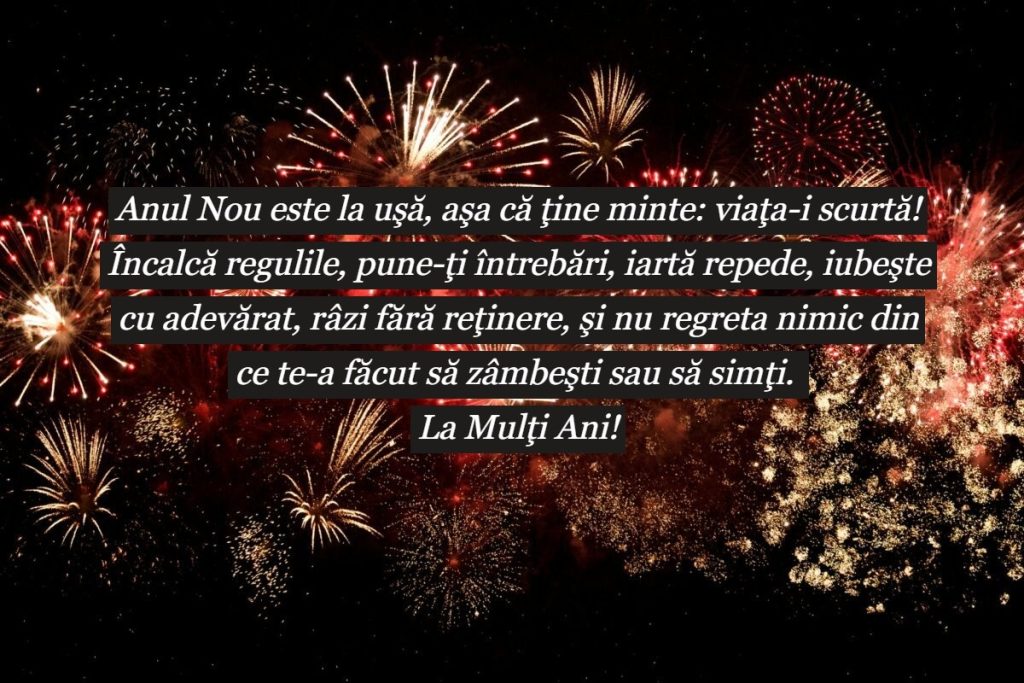 Anul Nou este la uşă, aşa că ţine minte: viaţa-i scurtă!
Încalcă regulile, pune-ţi întrebări, iartă repede, iubeşte
cu adevărat, râzi fără reţinere, şi nu regreta nimic din
ce te-a făcut să zâmbeşti sau să simţi.
La Mulţi Ani!